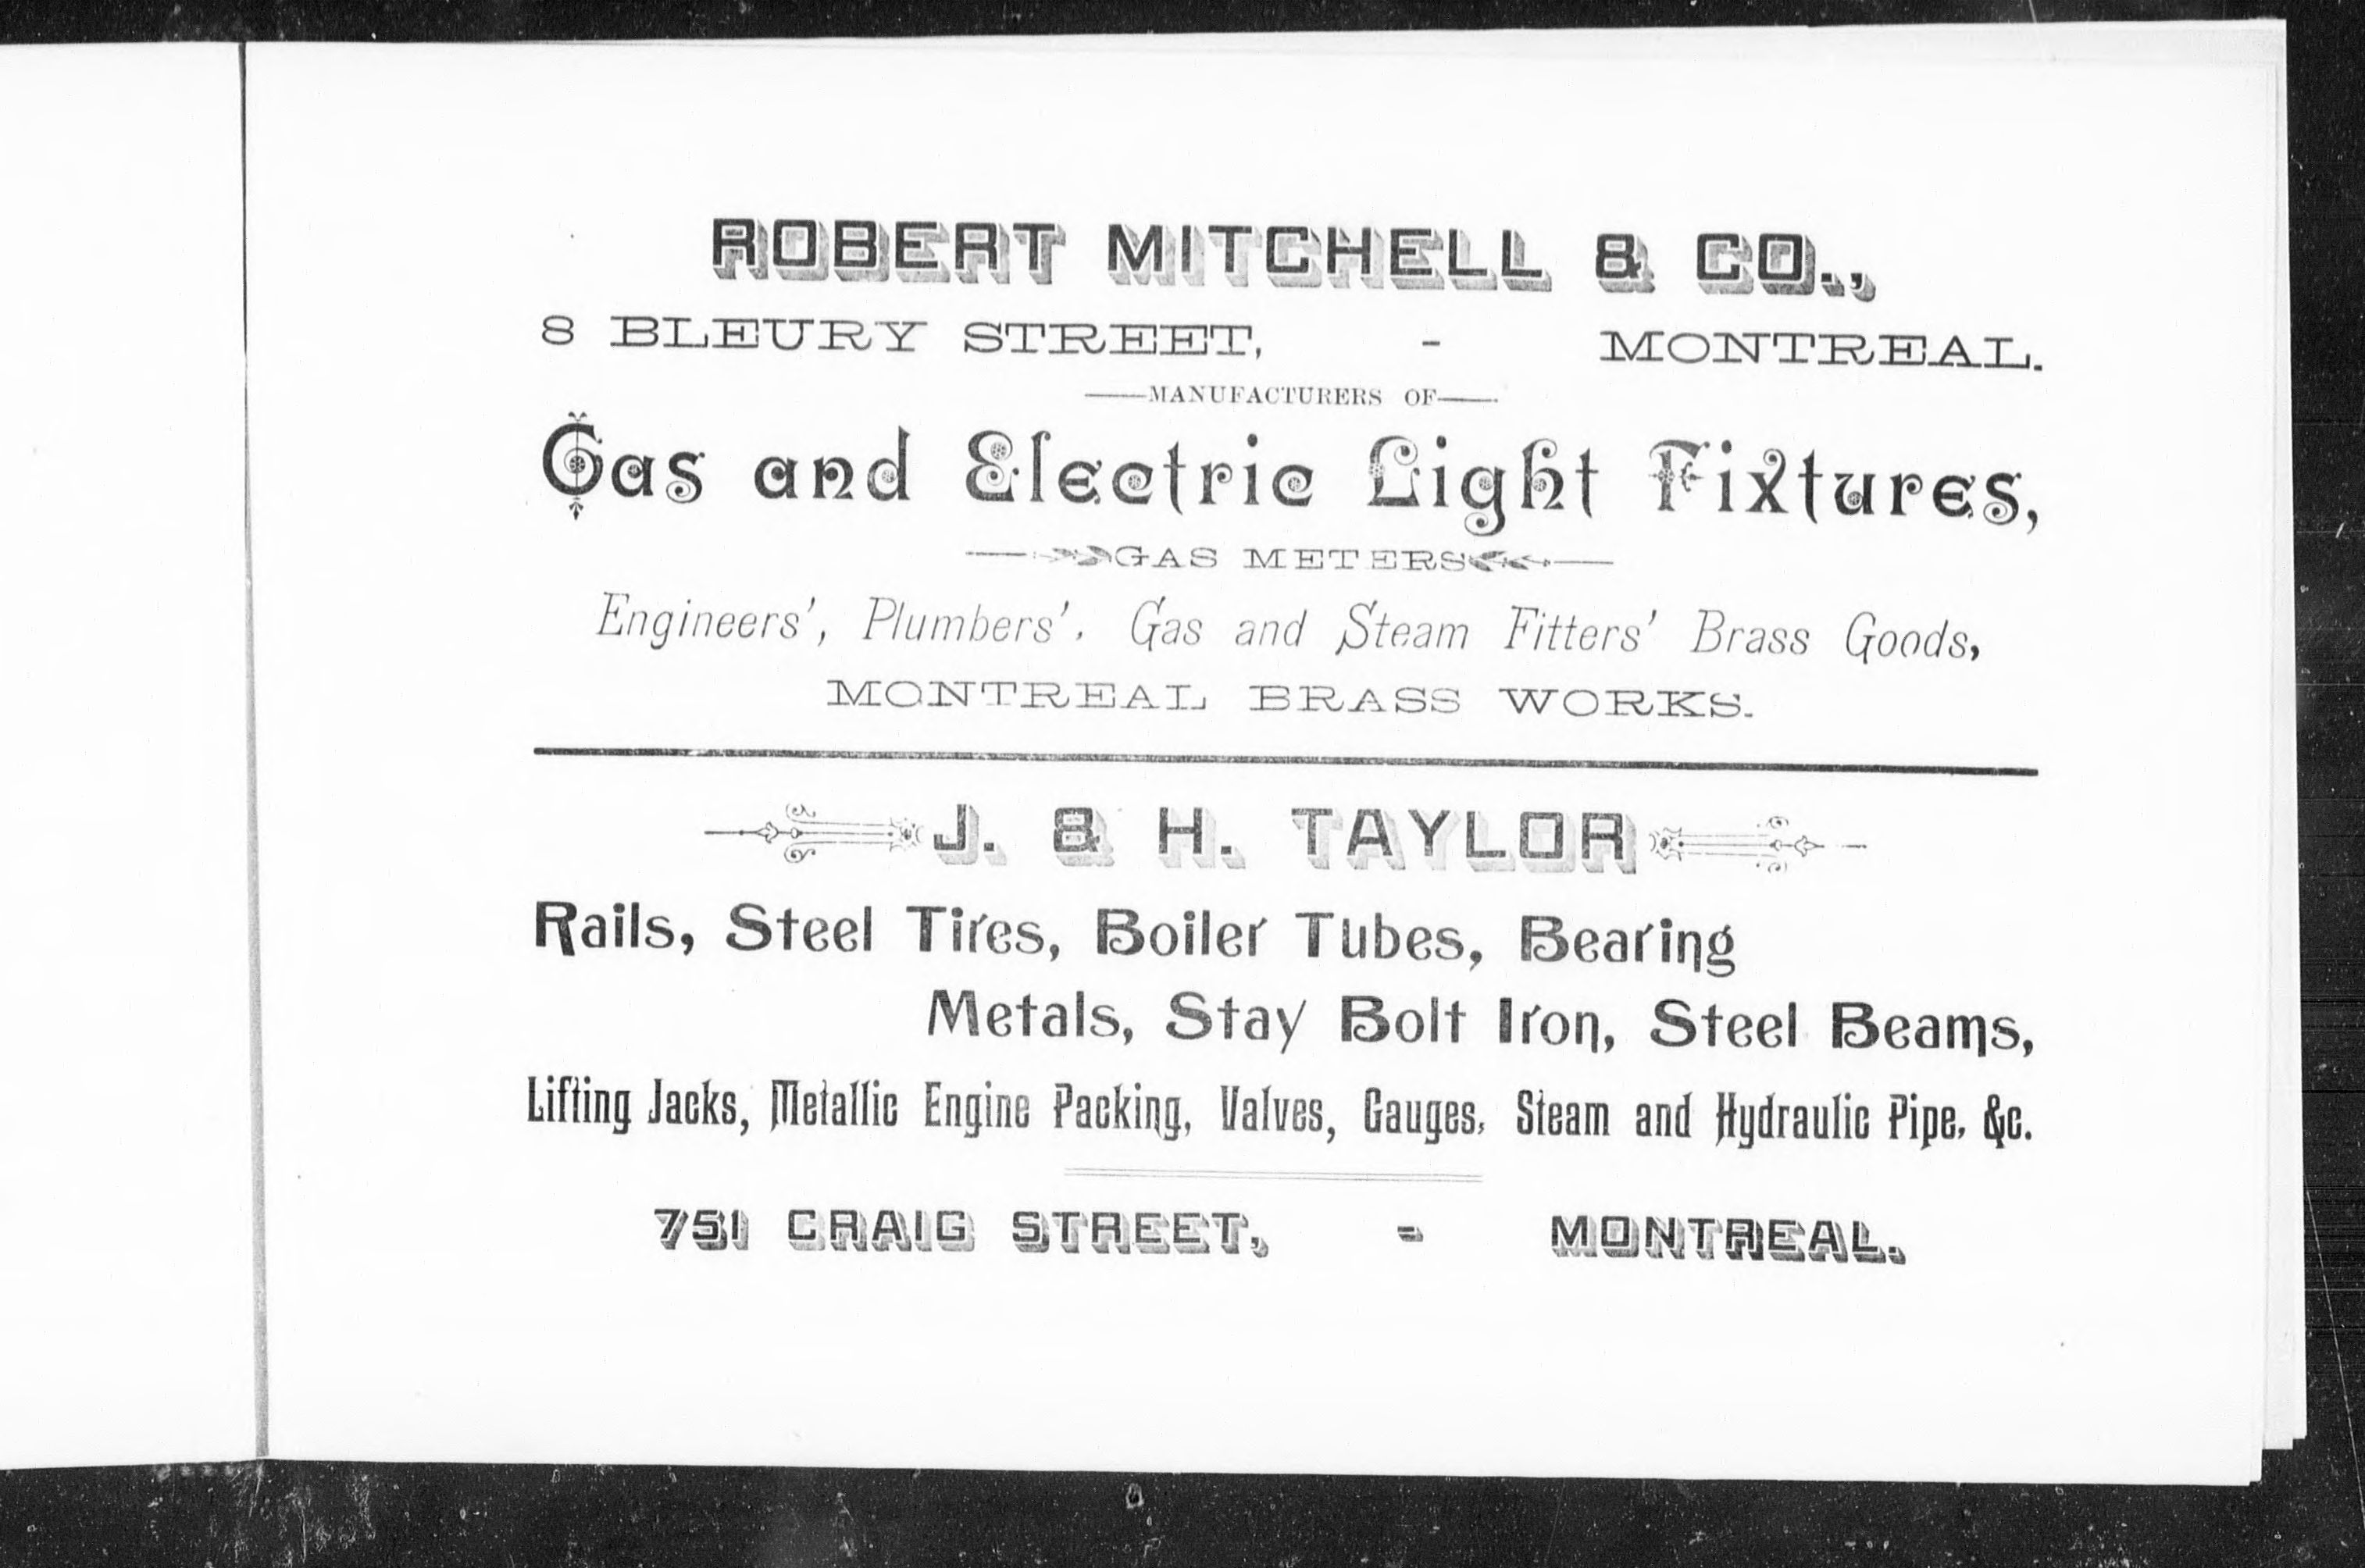 ROBERT MITCHELL & CO.,
8 BLEURY STREET, - MONTREAL.
MANUFACTURERS OF
Gas and Electric Light Fixtures,
GAS METERS
Engineers', Plumbers', Gas and Steam Fitters' Brass Goods,
MONTREAL BRASS WORKS.
J. & H. TAYLOR
Rails, Steel Tires, Boiler Tubes, Bearing
Metals, Stay Bolt Iron, Steel Beams,
Lifting Jacks, Metallic Engine Packing, Valves, Gauges, Steam and Hydraulic Pipe, &c.
751 CRAIG STREET, - MONTREAL.